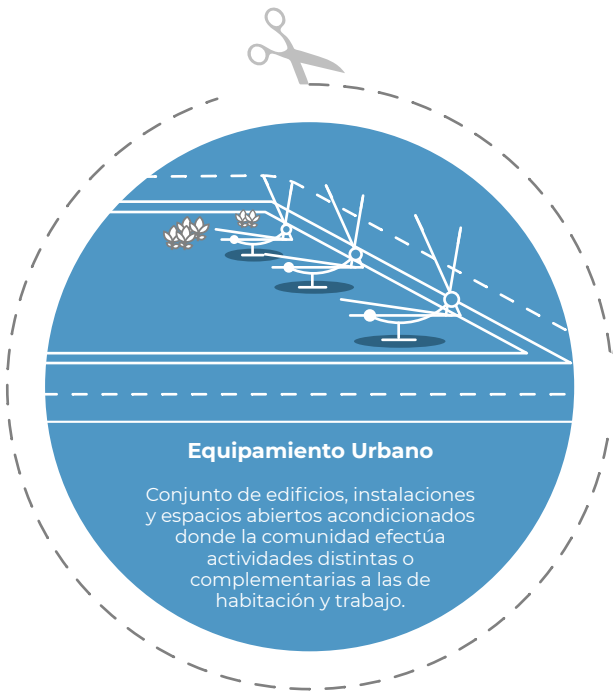 Equipamiento Urbano
Conjunto de edificios, instalaciones
y espacios abiertos acondicionados
donde la comunidad efectúa
actividades distintas o
complementarias a las de
habitación y trabajo.